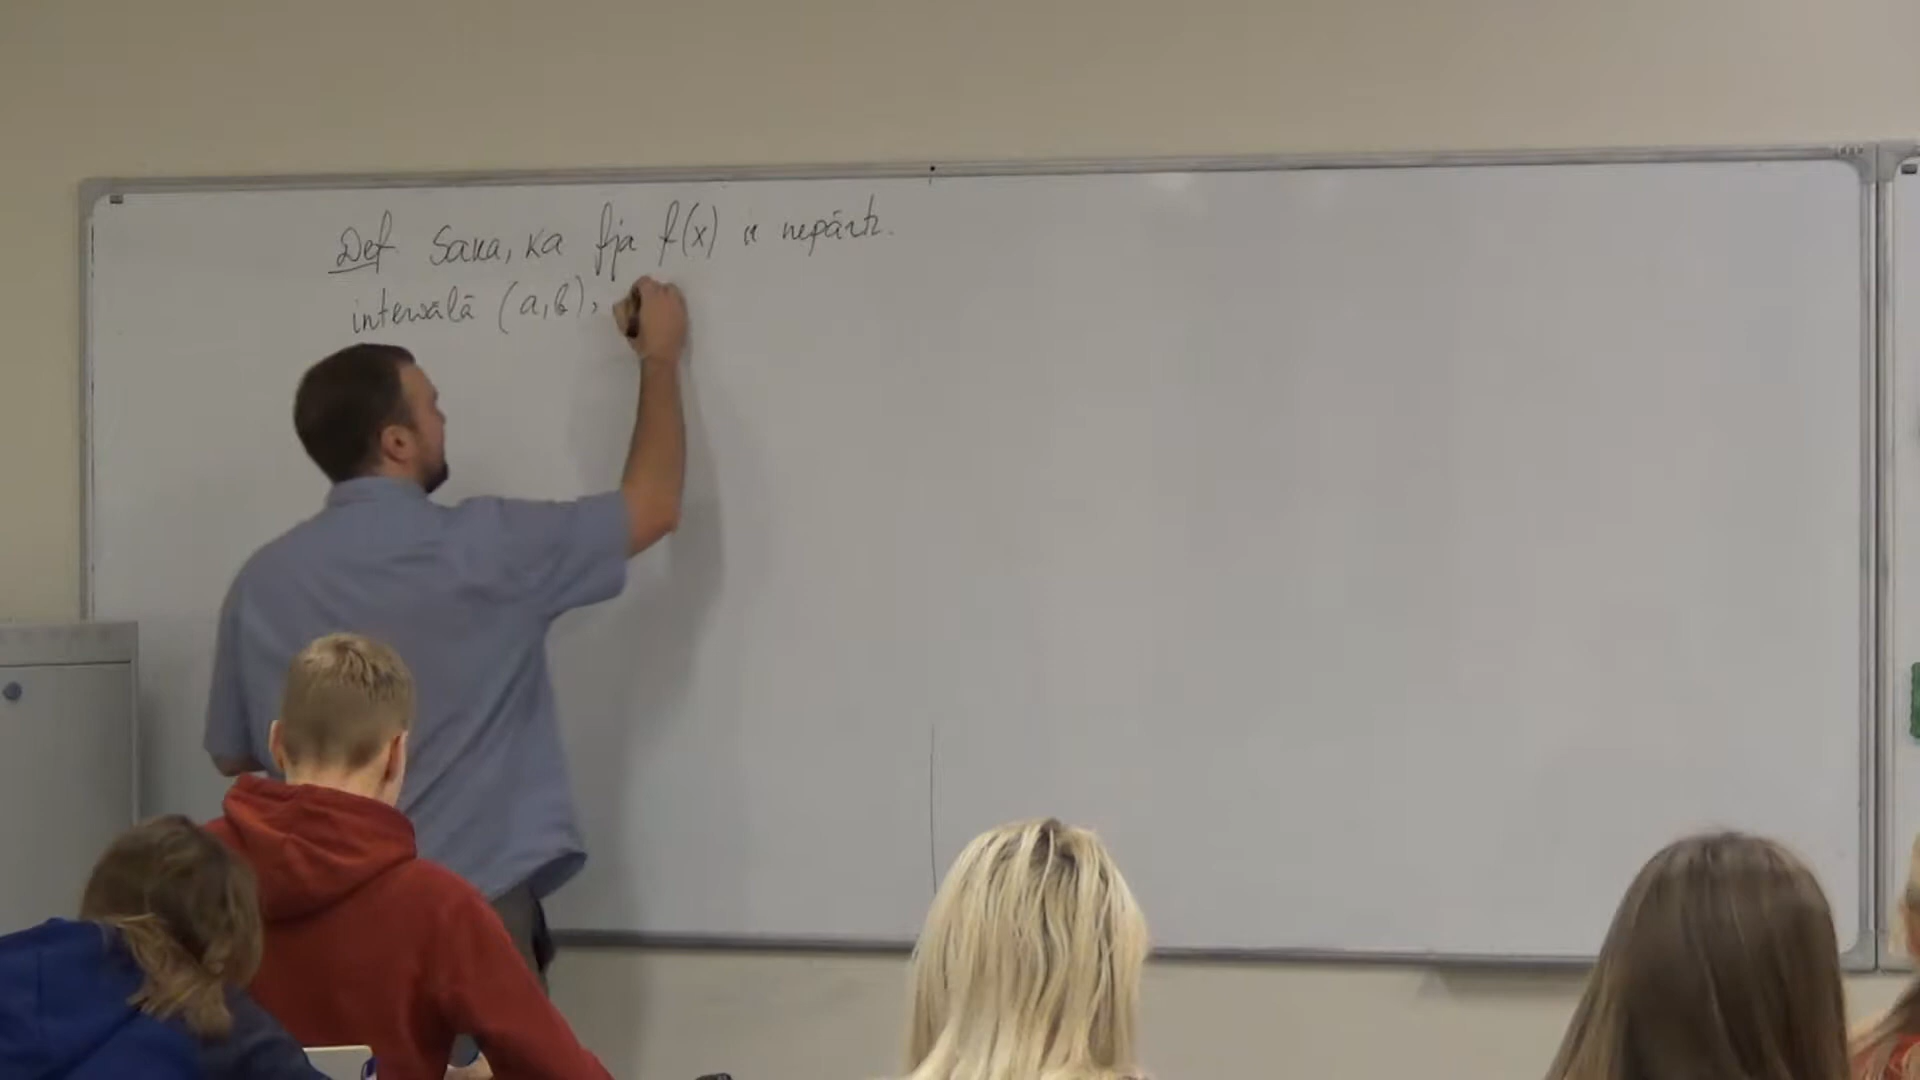 Def. Saka, ka fja f(x) ir nepārtr.
intervālā (a,b),